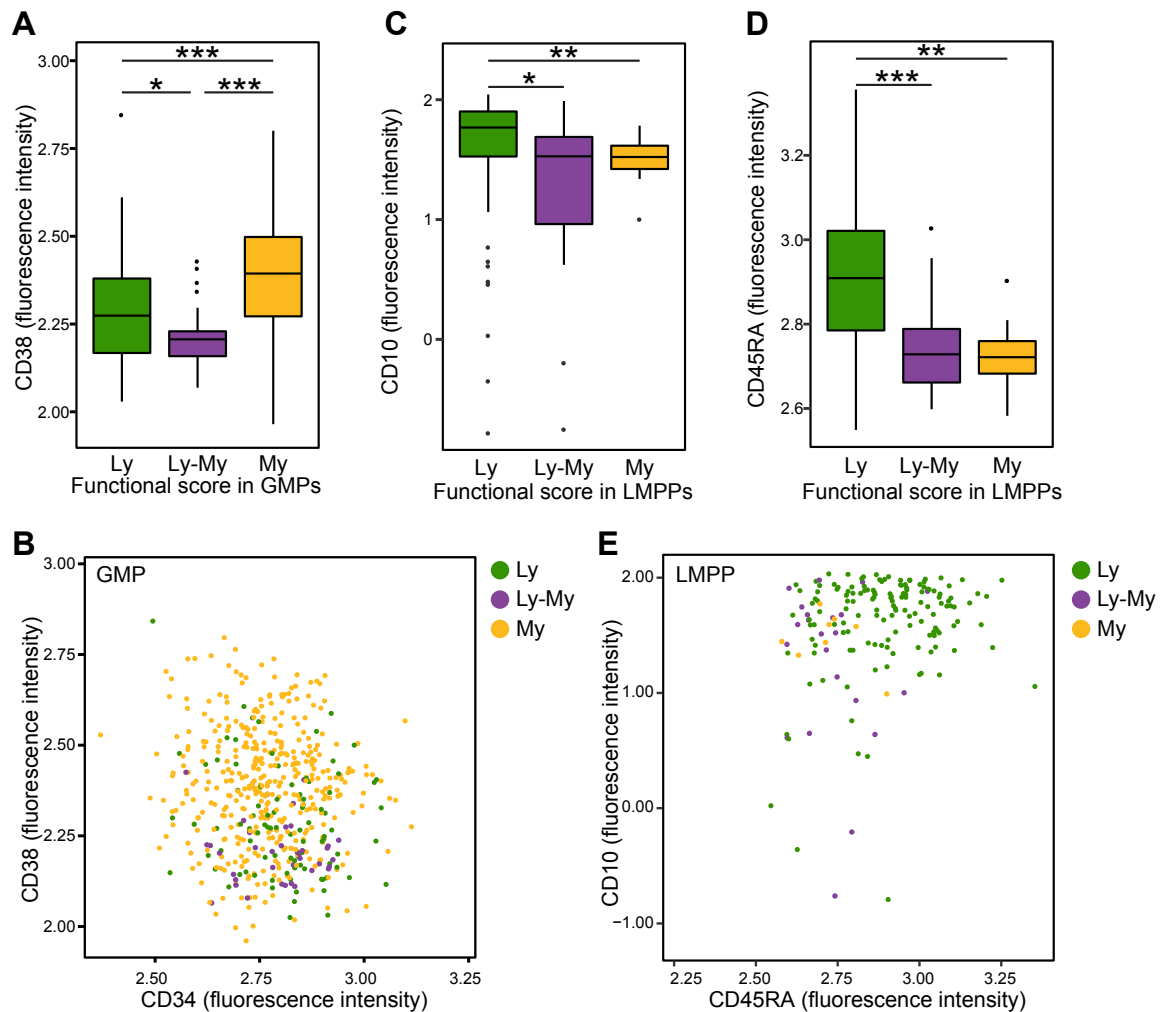 A
CD38 (fluorescence intensity)
3.00
2.75
2.50
2.25
2.00
***
*
***
Ly
Ly-My
My
Functional score in GMPs
C
CD10 (fluorescence intensity)
2
1
0
**
*
Ly
Ly-My
My
Functional score in LMPPs
D
CD45RA (fluorescence intensity)
3.2
3.0
2.8
2.6
**
***
Ly
Ly-My
My
Functional score in LMPPs
B
CD38 (fluorescence intensity)
3.00
2.75
2.50
2.25
2.00
GMP
2.50
2.75
3.00
3.25
CD34 (fluorescence intensity)
Ly
Ly-My
My
E
CD10 (fluorescence intensity)
2.00
1.00
0.00
−1.00
LMPP
2.25
2.50
2.75
3.00
3.25
CD45RA (fluorescence intensity)
Ly
Ly-My
My